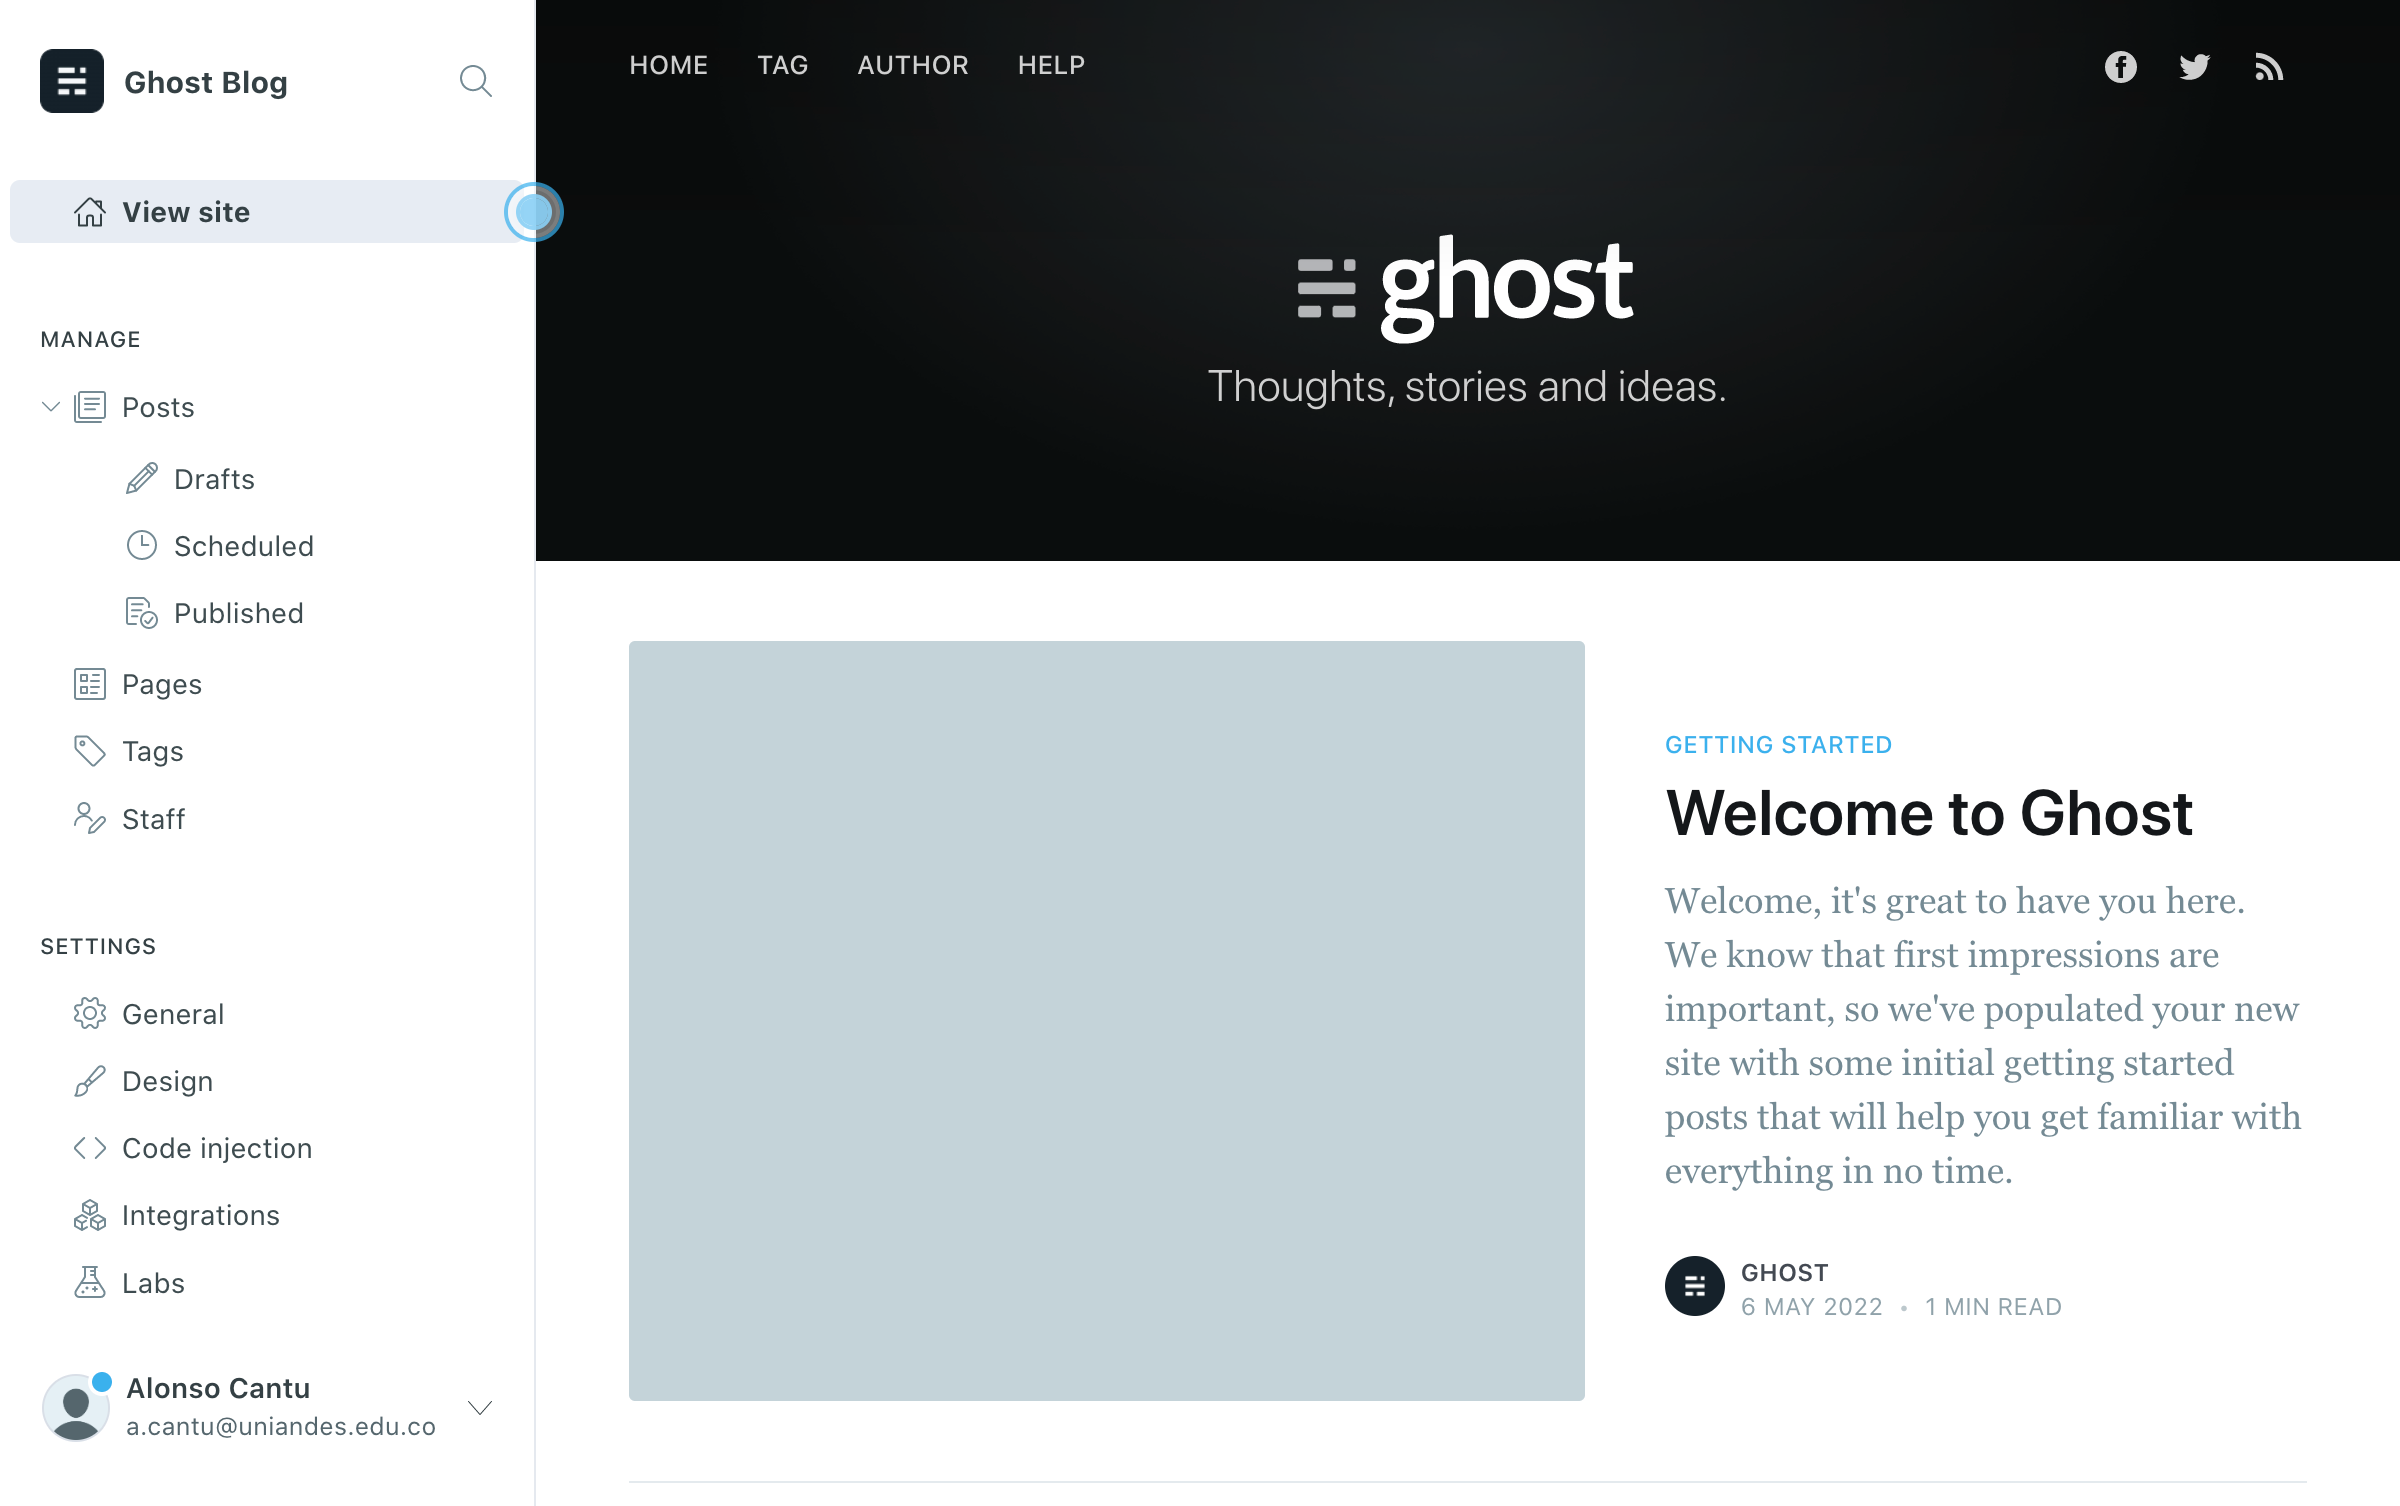 Ghost Blog
View site
MANAGE
Posts
Drafts
Scheduled
Published
Pages
Tags
Staff
SETTINGS
General
Design
Code injection
Integrations
Labs
Alonso Cantu
a.cantu@uniandes.edu.co
HOME TAG AUTHOR HELP
ghost
Thoughts, stories and ideas.
GETTING STARTED
Welcome to Ghost
Welcome, it's great to have you here.
We know that first impressions are
important, so we've populated your new
site with some initial getting started
posts that will help you get familiar with
everything in no time.
GHOST
6 MAY 2022 • 1 MIN READ